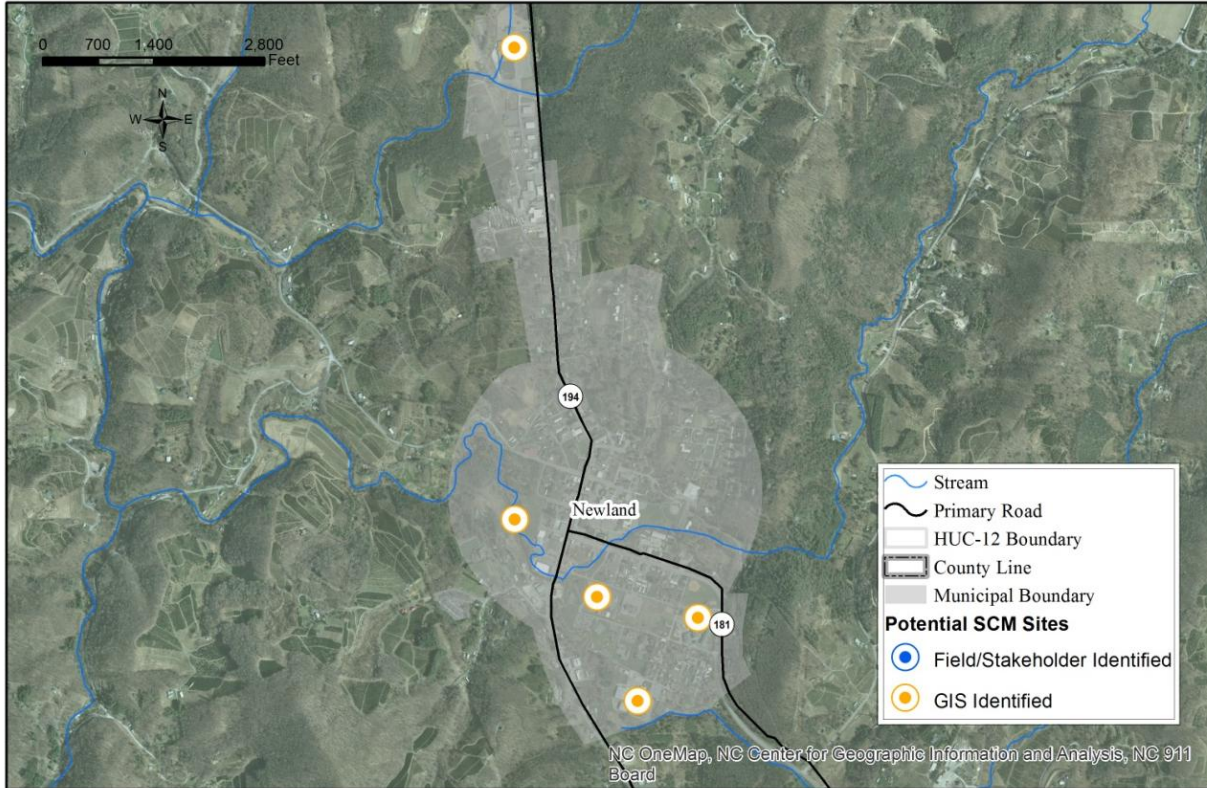 0 700 1,400 2,800
Feet
N
W E
S
194
Newland
181
Stream
Primary Road
HUC-12 Boundary
County Line
Municipal Boundary
Potential SCM Sites
Field/Stakeholder Identified
GIS Identified
NC OneMap, NC Center for Geographic Information and Analysis, NC 911
Board